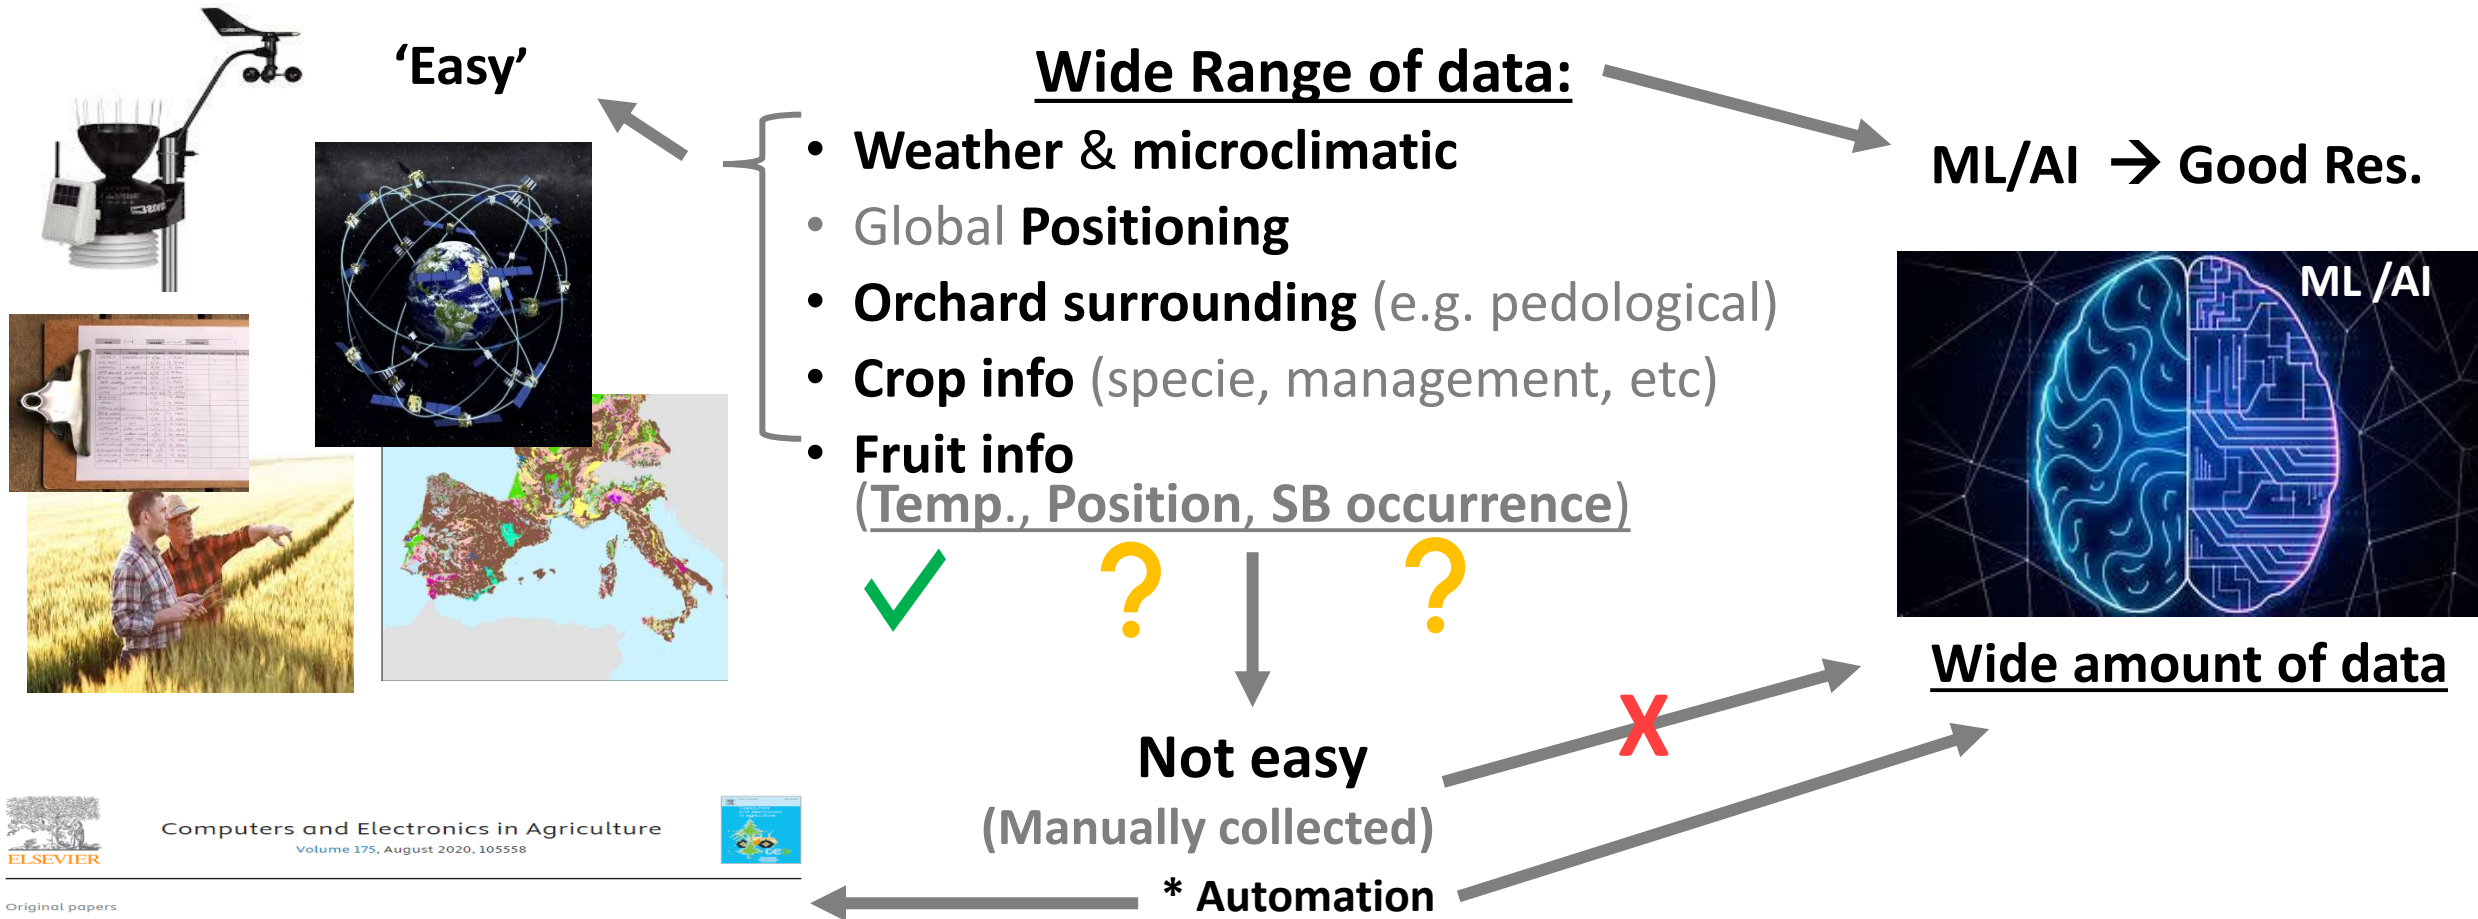 ‘Easy’
Wide Range of data:
• Weather & microclimatic
• Global Positioning
• Orchard surrounding (e.g. pedological)
• Crop info (specie, management, etc)
• Fruit info
(Temp., Position, SB occurrence)
✓ ? ?
Not easy
(Manually collected)
* Automation
ML/AI → Good Res.
ML /AI
Wide amount of data
X
ELSEVIER
Computers and Electronics in Agriculture
Volume 175, August 2020, 105558
Original papers